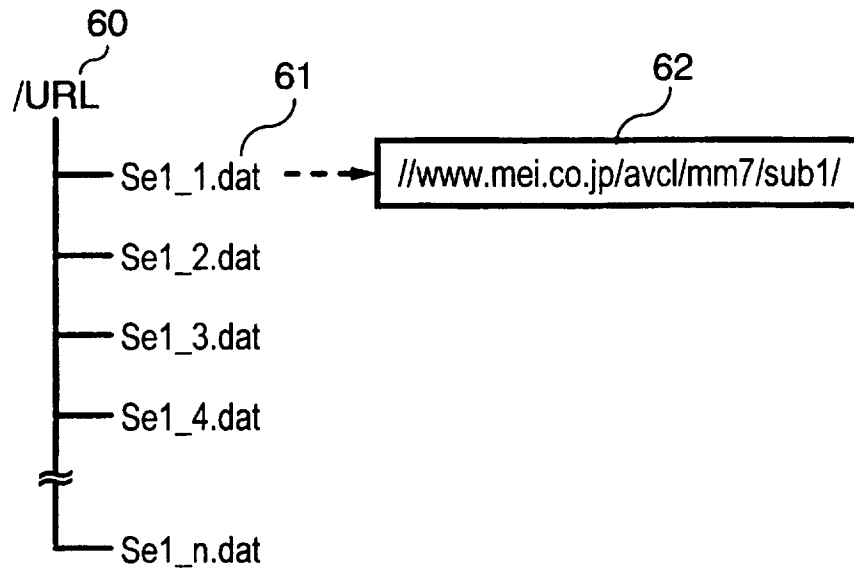 60
/URL
61
62
Se1_1.dat
//www.mei.co.jp/avcl/mm7/sub1/
Se1_2.dat
Se1_3.dat
Se1_4.dat
Se1_n.dat